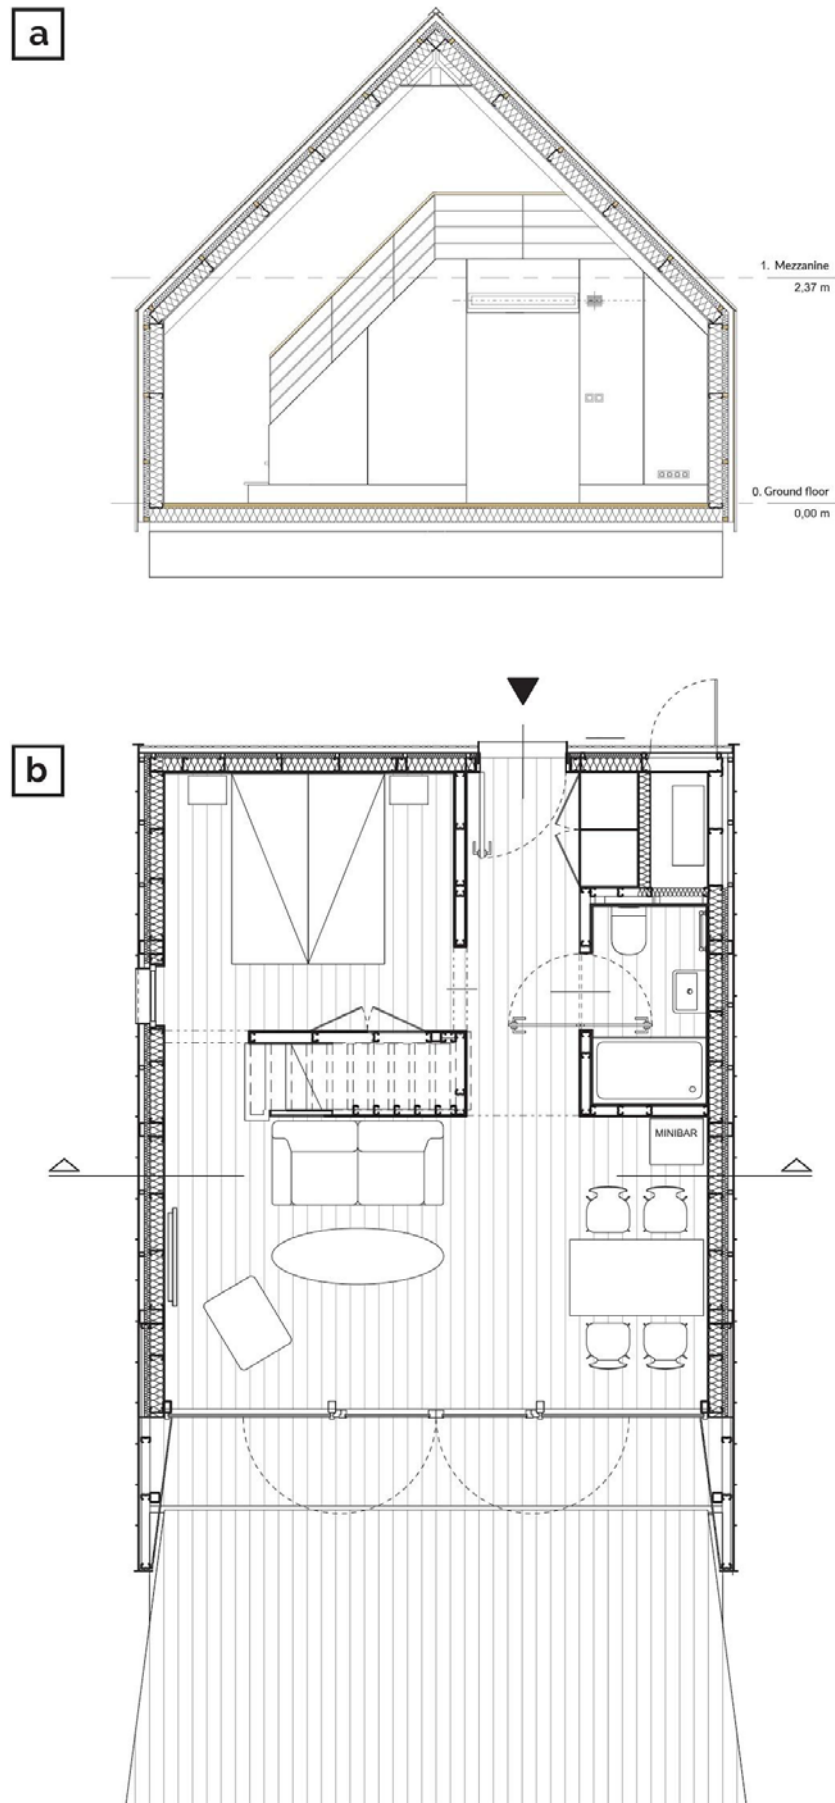 a
1. Mezzanine
2,37 m
0. Ground floor
0,00 m
b
MINIBAR